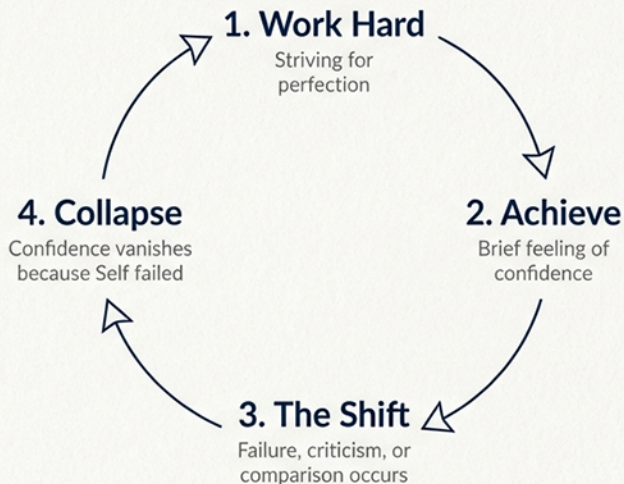 1. Work Hard
Striving for
perfection
2. Achieve
Brief feeling of
confidence
3. The Shift
Failure, criticism, or
comparison occurs
4. Collapse
Confidence vanishes
because Self failed